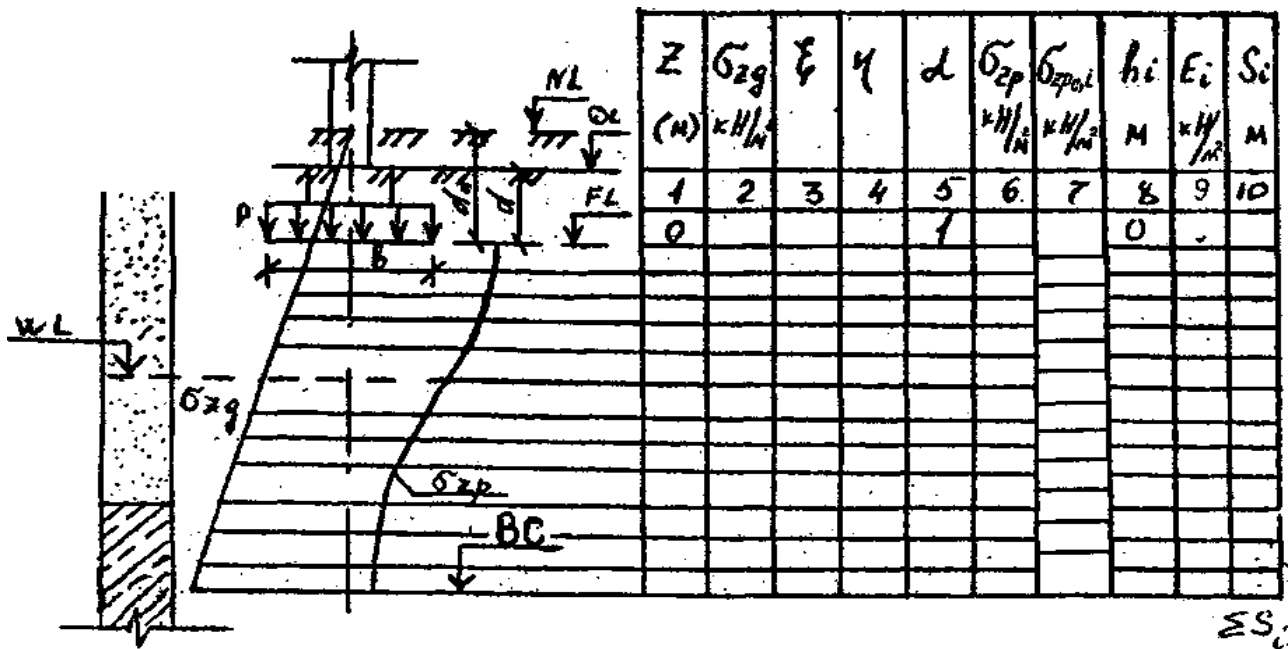 Z σzg ξ η α σzp σzp,i hi Ei Si
(м) кН/м² кН/м² кН/м² м кН/м² м
1 2 3 4 5 6 7 8 9 10
0 1 0
NL
DL
dn d
FL
P
b
WL
σzg
σzp
BC
ΣSi